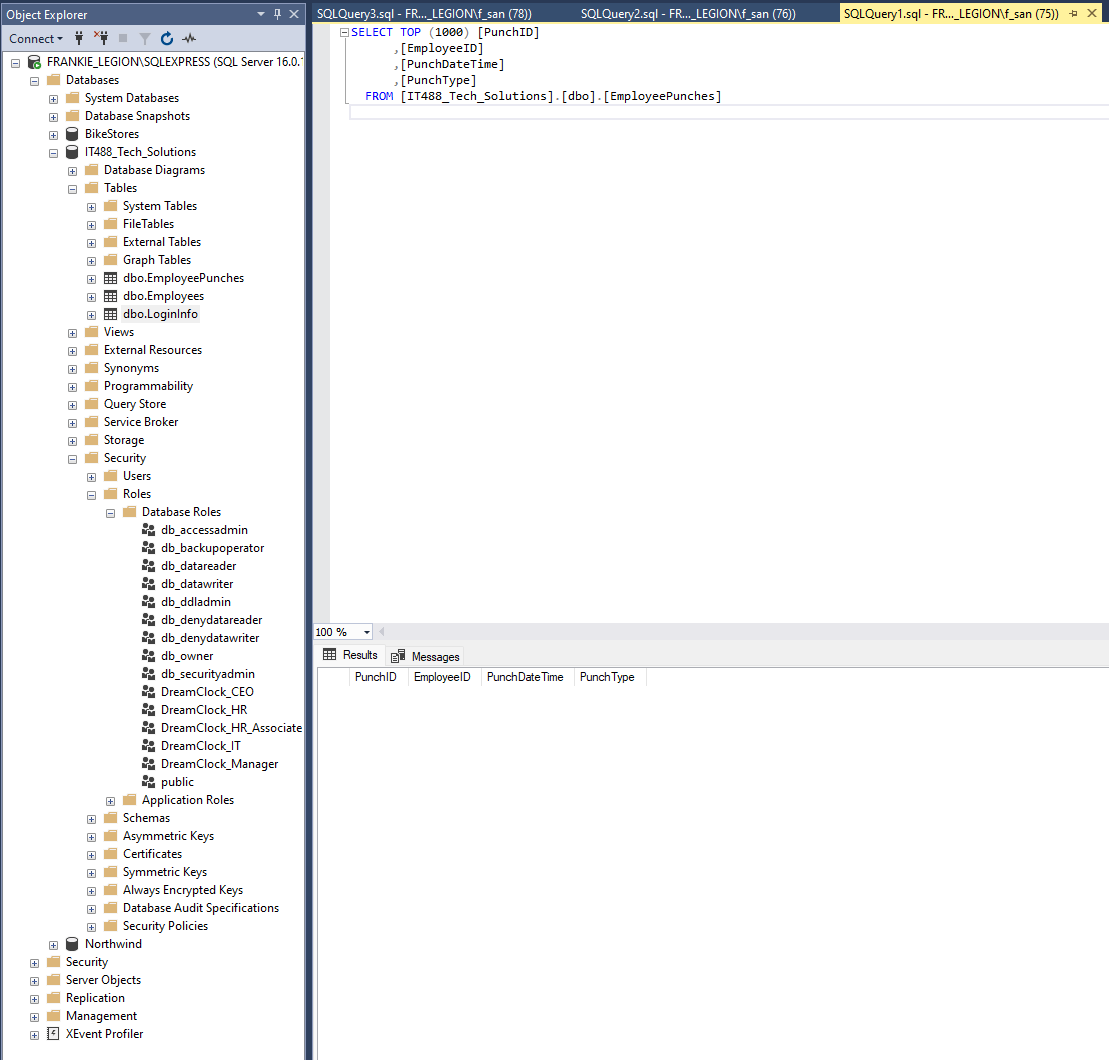 Object Explorer
Connect
FRANKIE_LEGION\SQLEXPRESS (SQL Server 16.0.1
Databases
System Databases
Database Snapshots
BikeStores
IT488_Tech_Solutions
Database Diagrams
Tables
System Tables
FileTables
External Tables
Graph Tables
dbo.EmployeePunches
dbo.Employees
dbo.LoginInfo
Views
External Resources
Synonyms
Programmability
Query Store
Service Broker
Storage
Security
Users
Roles
Database Roles
db_accessadmin
db_backupoperator
db_datareader
db_datawriter
db_ddladmin
db_denydatareader
db_denydatawriter
db_owner
db_securityadmin
DreamClock_CEO
DreamClock_HR
DreamClock_HR_Associate
DreamClock_IT
DreamClock_Manager
public
Application Roles
Schemas
Asymmetric Keys
Certificates
Symmetric Keys
Always Encrypted Keys
Database Audit Specifications
Security Policies
Northwind
Security
Server Objects
Replication
Management
XEvent Profiler
SQLQuery3.sql - FR..._LEGION\f_san (78)) SQLQuery2.sql - FR..._LEGION\f_san (76)) SQLQuery1.sql - FR..._LEGION\f_san (75))
SELECT TOP (1000) [PunchID]
,[EmployeeID]
,[PunchDateTime]
,[PunchType]
FROM [IT488_Tech_Solutions].[dbo].[EmployeePunches]
100 %
Results Messages
PunchID EmployeeID PunchDateTime PunchType